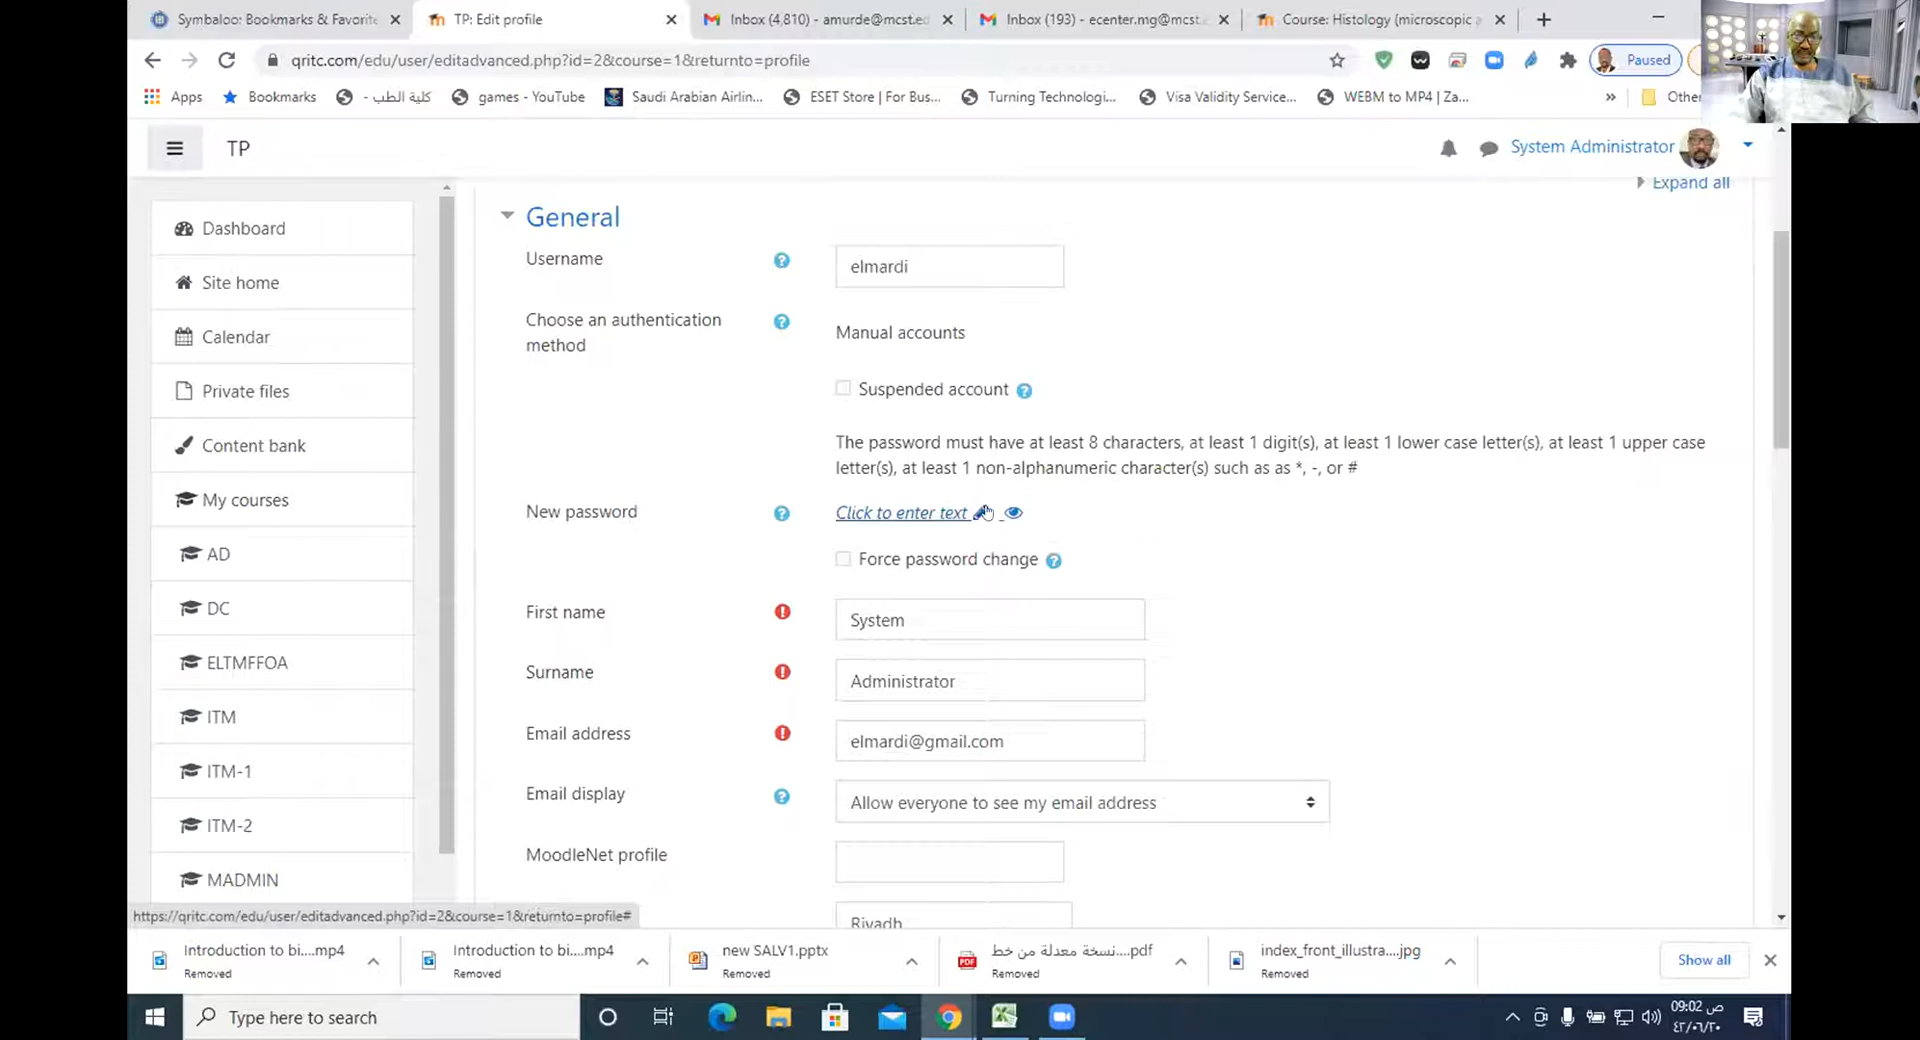 Symbaloo: Bookmarks & Favorite
TP: Edit profile
Inbox (4,810) - amurde@mcst.ed
Inbox (193) - ecenter.mg@mcst.
Course: Histology (microscopic a
qritc.com/edu/user/editadvanced.php?id=2&course=1&returnto=profile
Paused
Apps
Bookmarks
كلية الطب -
games - YouTube
Saudi Arabian Airlin...
ESET Store | For Bus...
Turning Technologi...
Visa Validity Service...
WEBM to MP4 | Za...
»
Other
TP
System Administrator
Expand all
Dashboard
Site home
Calendar
Private files
Content bank
My courses
AD
DC
ELTMFFOA
ITM
ITM-1
ITM-2
MADMIN
General
Username
elmardi
Choose an authentication
method
Manual accounts
Suspended account
The password must have at least 8 characters, at least 1 digit(s), at least 1 lower case letter(s), at least 1 upper case
letter(s), at least 1 non-alphanumeric character(s) such as as *, -, or #
New password
Click to enter text
Force password change
First name
System
Surname
Administrator
Email address
elmardi@gmail.com
Email display
Allow everyone to see my email address
MoodleNet profile
Riyadh
https://qritc.com/edu/user/editadvanced.php?id=2&course=1&returnto=profile#
Introduction to bi....mp4
Removed
Introduction to bi....mp4
Removed
new SALV1.pptx
Removed
نسخة معدلة من خط....pdf
Removed
index_front_illustra....jpg
Removed
Show all
Type here to search
09:02 ص
٤٢/٠٦/٢٠